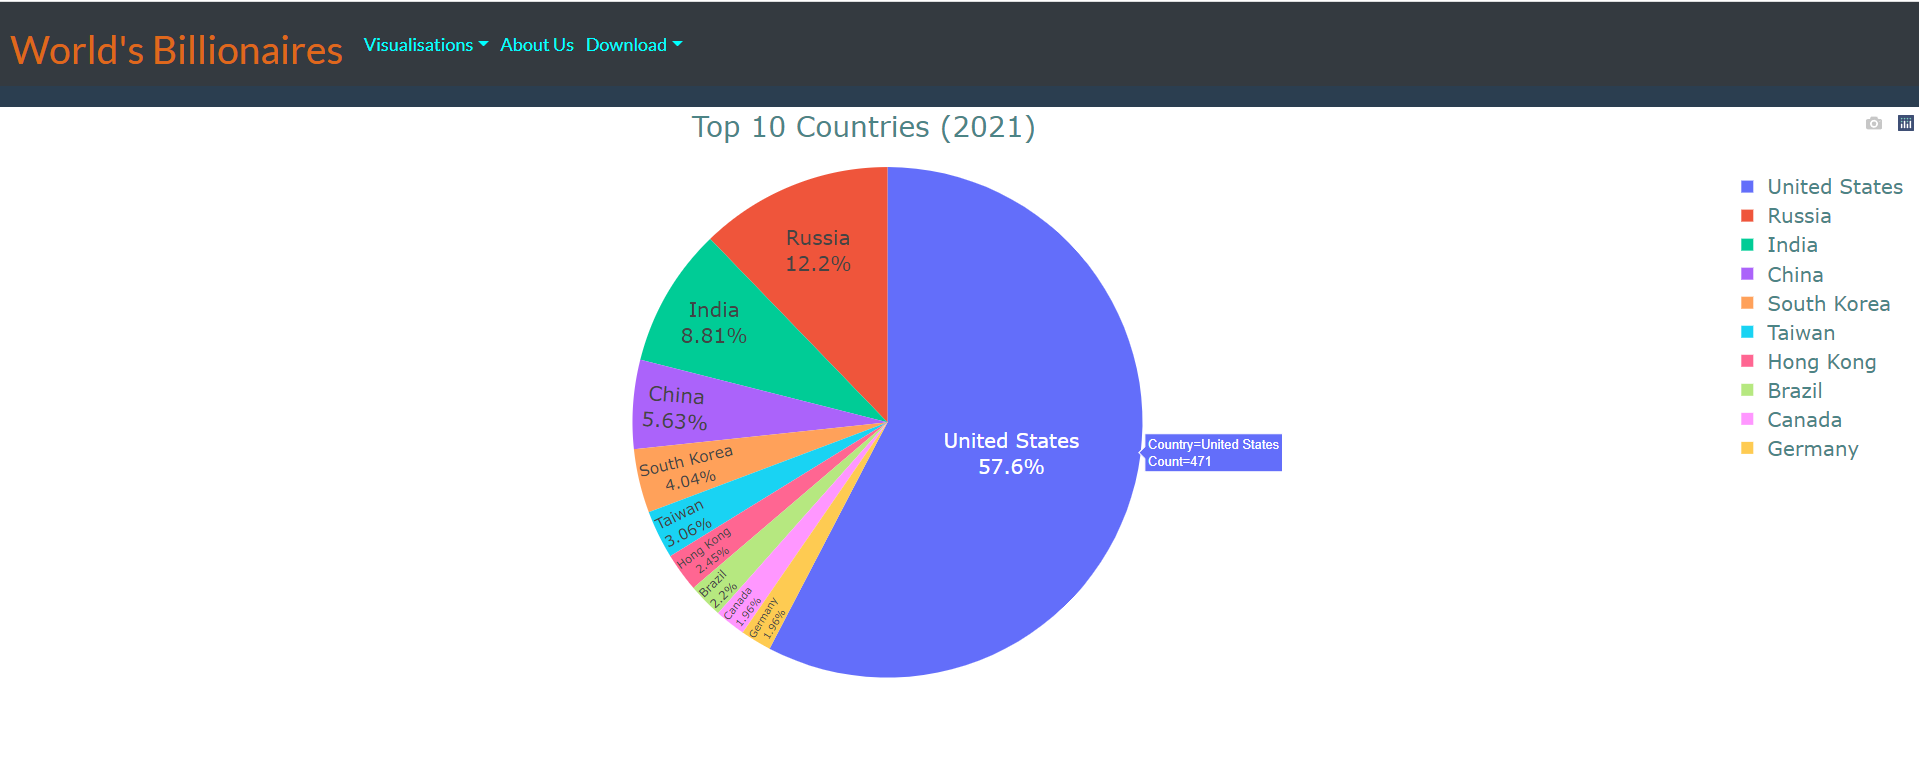 World's Billionaires
Visualisations
About Us
Download
Top 10 Countries (2021)
Russia
12.2%
India
8.81%
China
5.63%
South Korea
4.04%
Taiwan
3.06%
Hong Kong
2.45%
Brazil
2.2%
Canada
1.96%
Germany
1.96%
United States
57.6%
Country=United States
Count=471
United States
Russia
India
China
South Korea
Taiwan
Hong Kong
Brazil
Canada
Germany